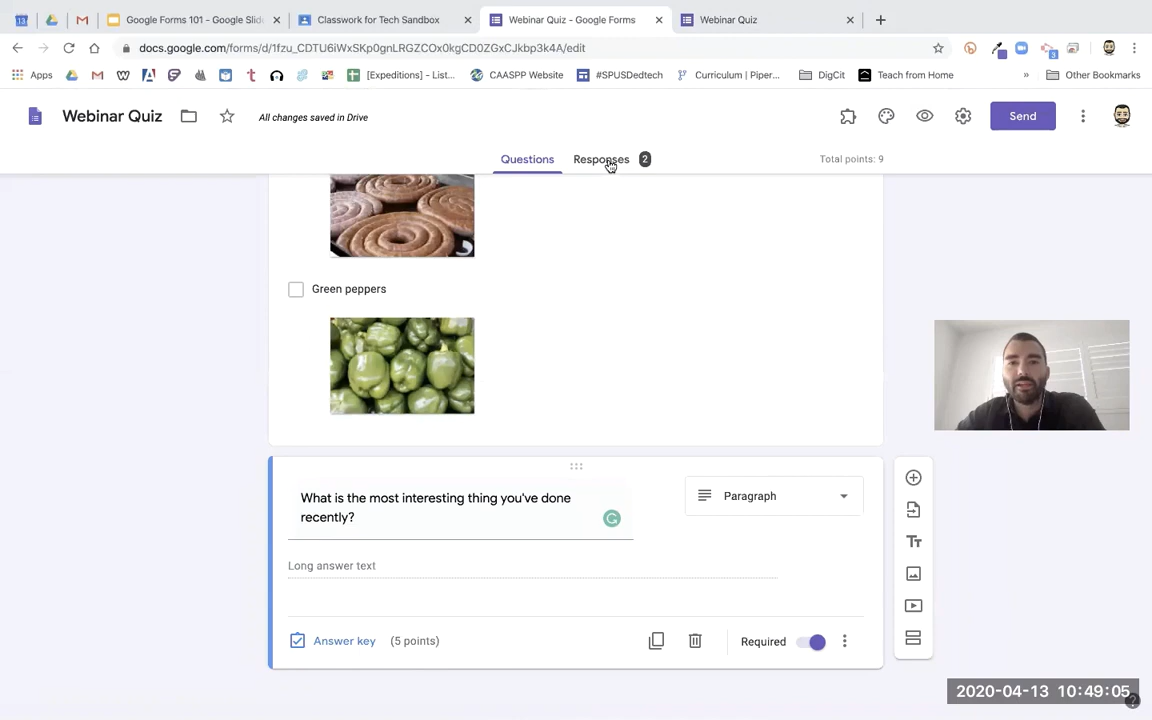 Google Forms 101 - Google Slid
Classwork for Tech Sandbox
Webinar Quiz - Google Forms
Webinar Quiz
docs.google.com/forms/d/1fzu_CDTU6iWxSKp0gnLRGZCOx0kgCD0ZGxCJkbp3k4A/edit
Apps
[Expeditions] - List...
CAASPP Website
#SPUSDedtech
Curriculum | Piper...
DigCit
Teach from Home
»
Other Bookmarks
Webinar Quiz
All changes saved in Drive
Send
Questions
Responses 2
Total points: 9
Green peppers
What is the most interesting thing you've done
recently?
Paragraph
Long answer text
Answer key (5 points)
Required
2020-04-13 10:49:05